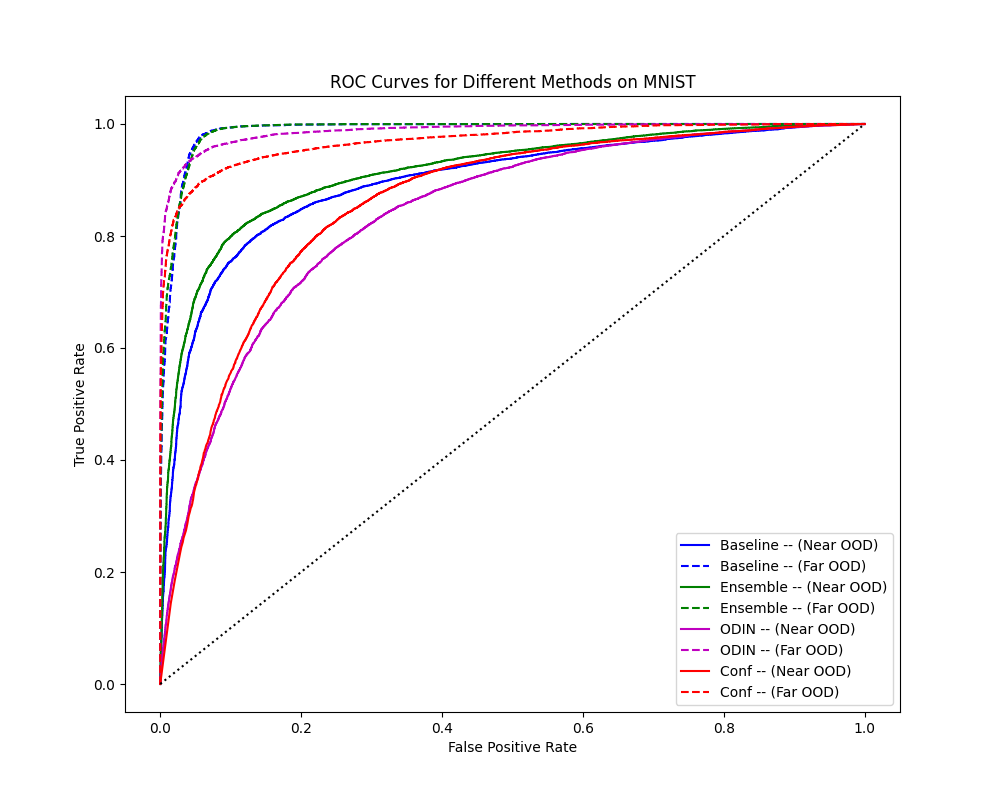 ROC Curves for Different Methods on MNIST
True Positive Rate
1.0
0.8
0.6
0.4
0.2
0.0
Baseline -- (Near OOD)
Baseline -- (Far OOD)
Ensemble -- (Near OOD)
Ensemble -- (Far OOD)
ODIN -- (Near OOD)
ODIN -- (Far OOD)
Conf -- (Near OOD)
Conf -- (Far OOD)
0.0 0.2 0.4 0.6 0.8 1.0
False Positive Rate